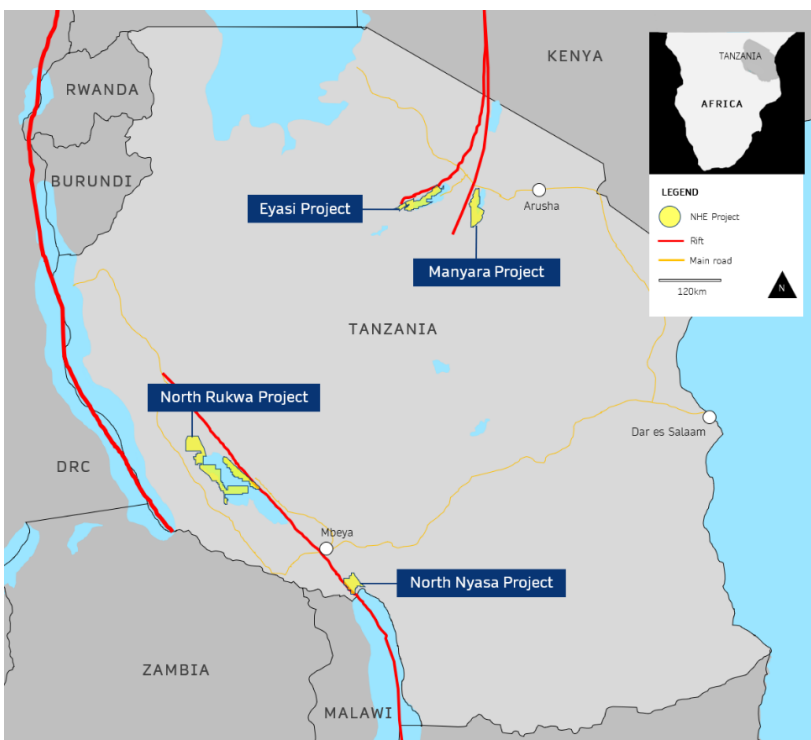 KENYA
TANZANIA
AFRICA
RWANDA
BURUNDI
LEGEND
NHE Project
Rift
Main road
120km
N
Eyasi Project
Arusha
Manyara Project
TANZANIA
North Rukwa Project
Dar es Salaam
DRC
Mbeya
North Nyasa Project
ZAMBIA
MALAWI